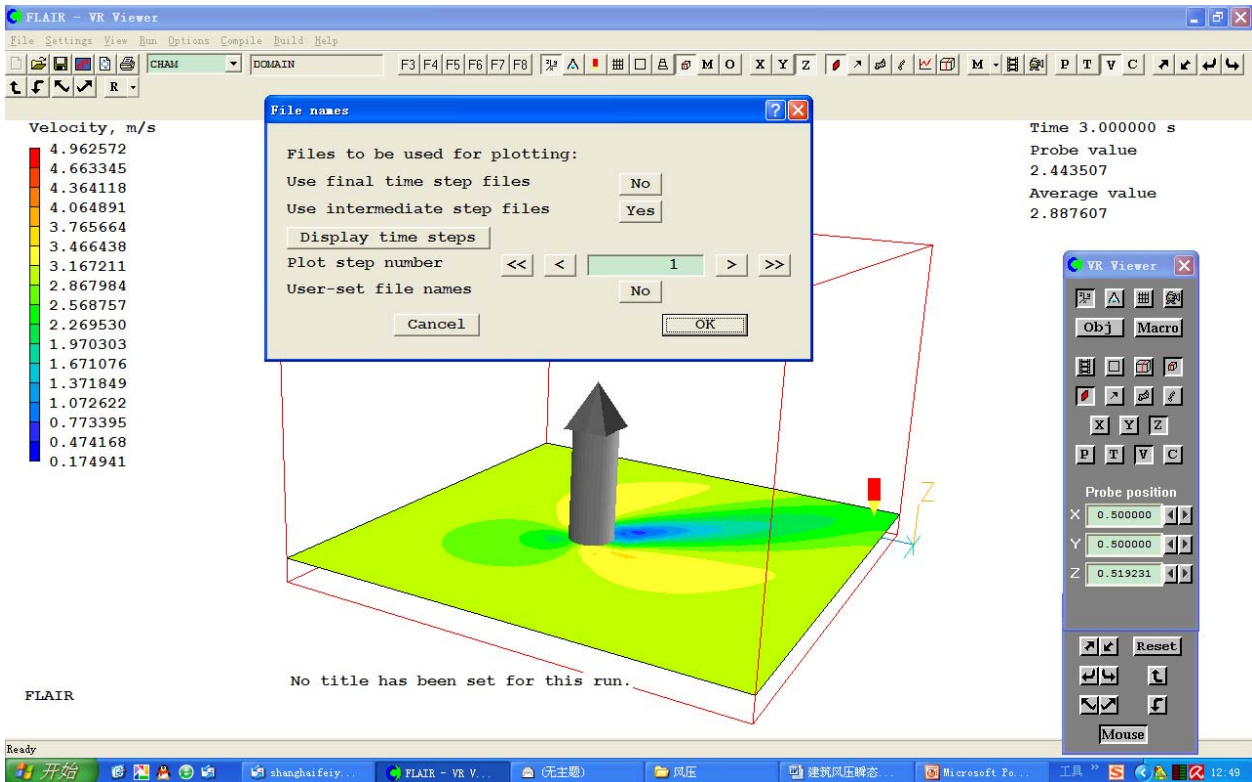 FLAIR - VR Viewer
File Settings View Run Options Compile Build Help
CHAM DOMAIN F3 F4 F5 F6 F7 F8 M O X Y Z M P T V C
R
File names
Files to be used for plotting:
Use final time step files No
Use intermediate step files Yes
Display time steps
Plot step number << < 1 > >>
User-set file names No
Cancel OK
Velocity, m/s
4.962572
4.663345
4.364118
4.064891
3.765664
3.466438
3.167211
2.867984
2.568757
2.269530
1.970303
1.671076
1.371849
1.072622
0.773395
0.474168
0.174941
Time 3.000000 s
Probe value
2.443507
Average value
2.887607
Z
VR Viewer
Obj Macro
X Y Z
P T V C
Probe position
X 0.500000
Y 0.500000
Z 0.519231
Reset
Mouse
No title has been set for this run.
FLAIR
Ready
开始 shanghaifeiy... FLAIR - VR V... (无主题) 风压 建筑风压瞬态... Microsoft Po... 工具 » 12:49